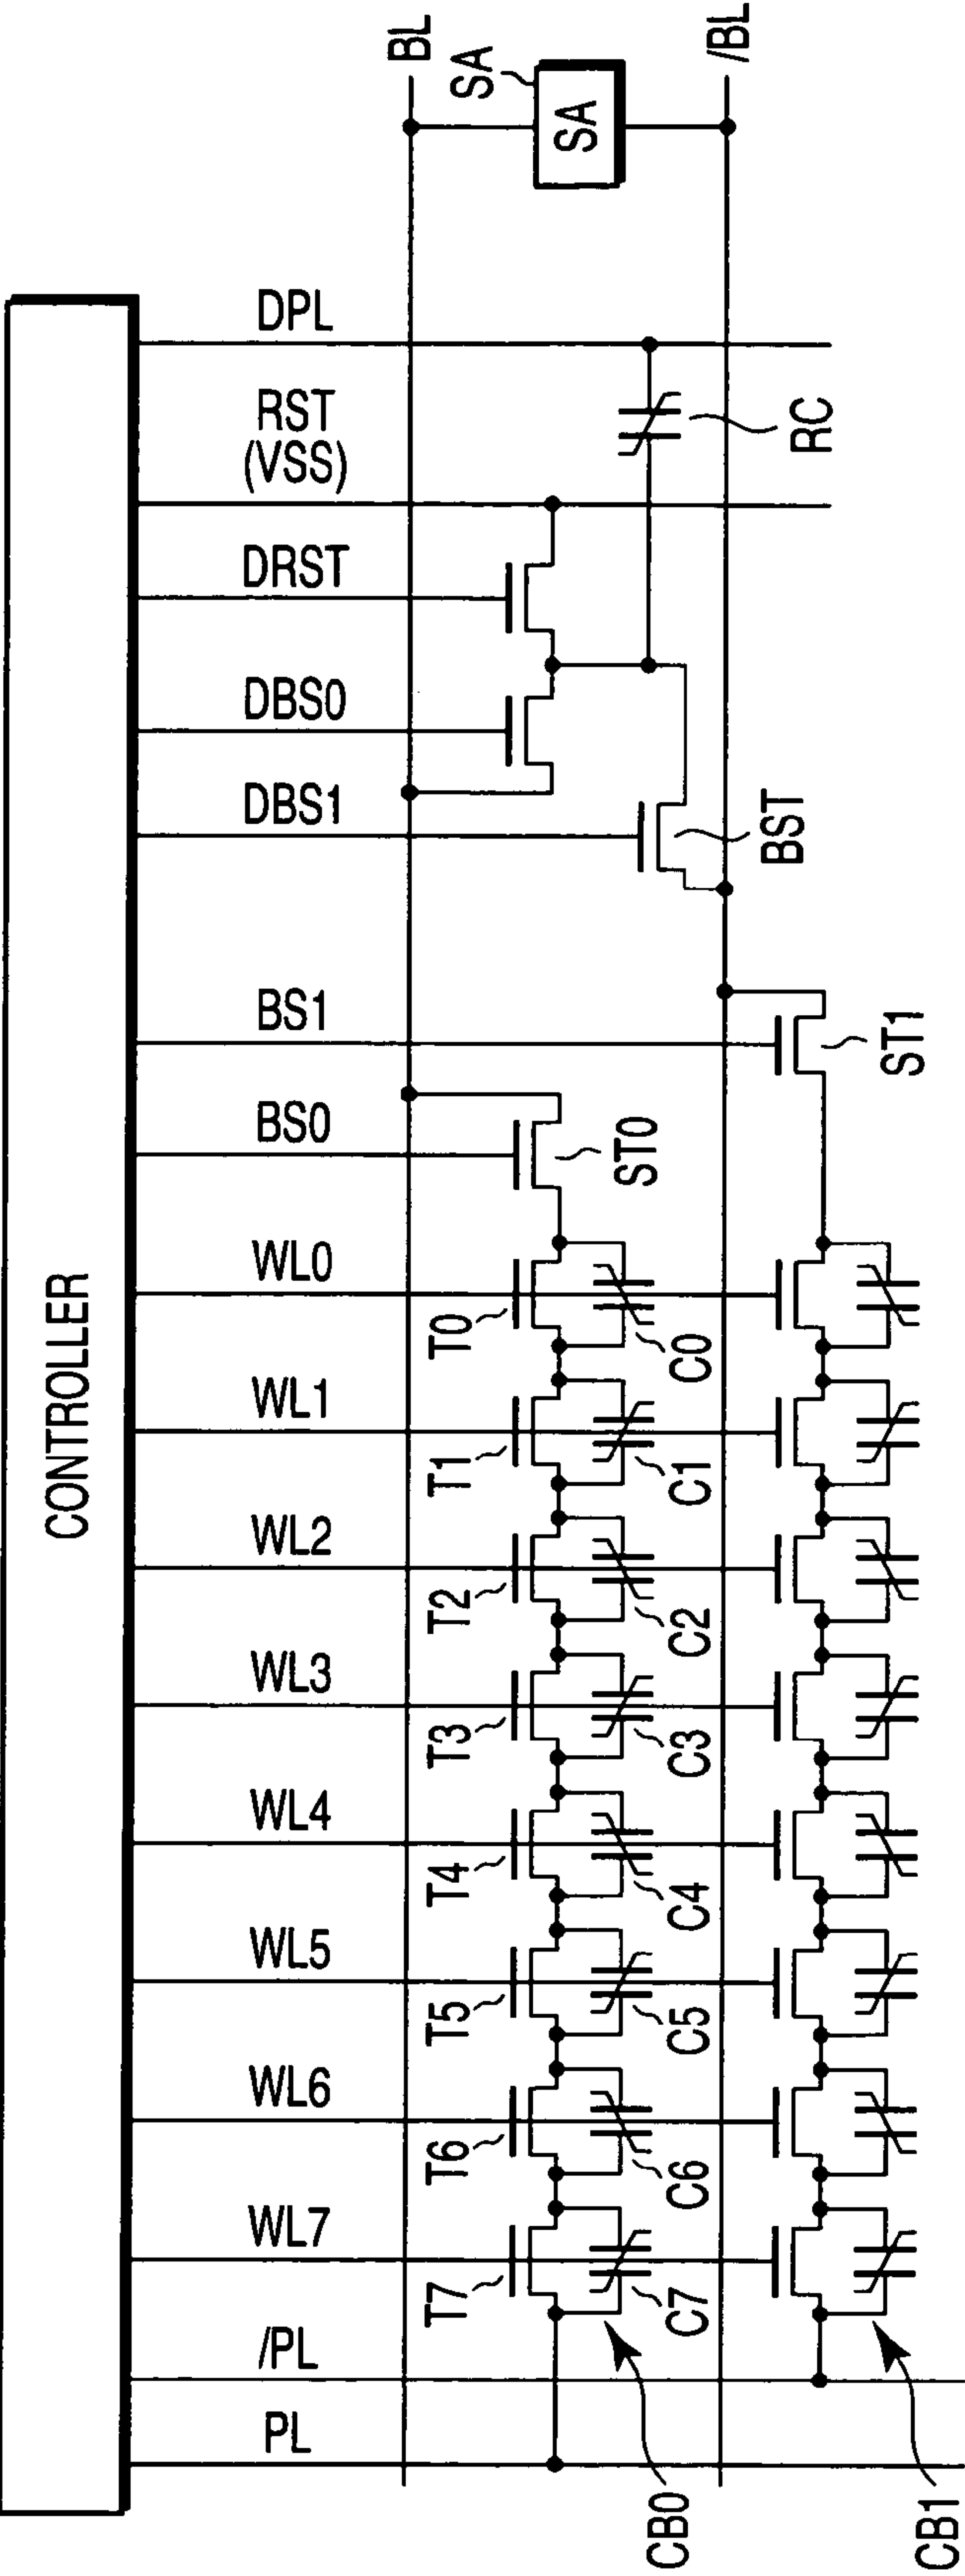 CONTROLLER
PL
/PL
WL7
WL6
WL5
WL4
WL3
WL2
WL1
WL0
BS0
BS1
DBS1
DBS0
DRST
RST
(VSS)
DPL
BL
SA
SA
/BL
T7
T6
T5
T4
T3
T2
T1
T0
C7
C6
C5
C4
C3
C2
C1
C0
ST0
ST1
BST
RC
CB0
CB1